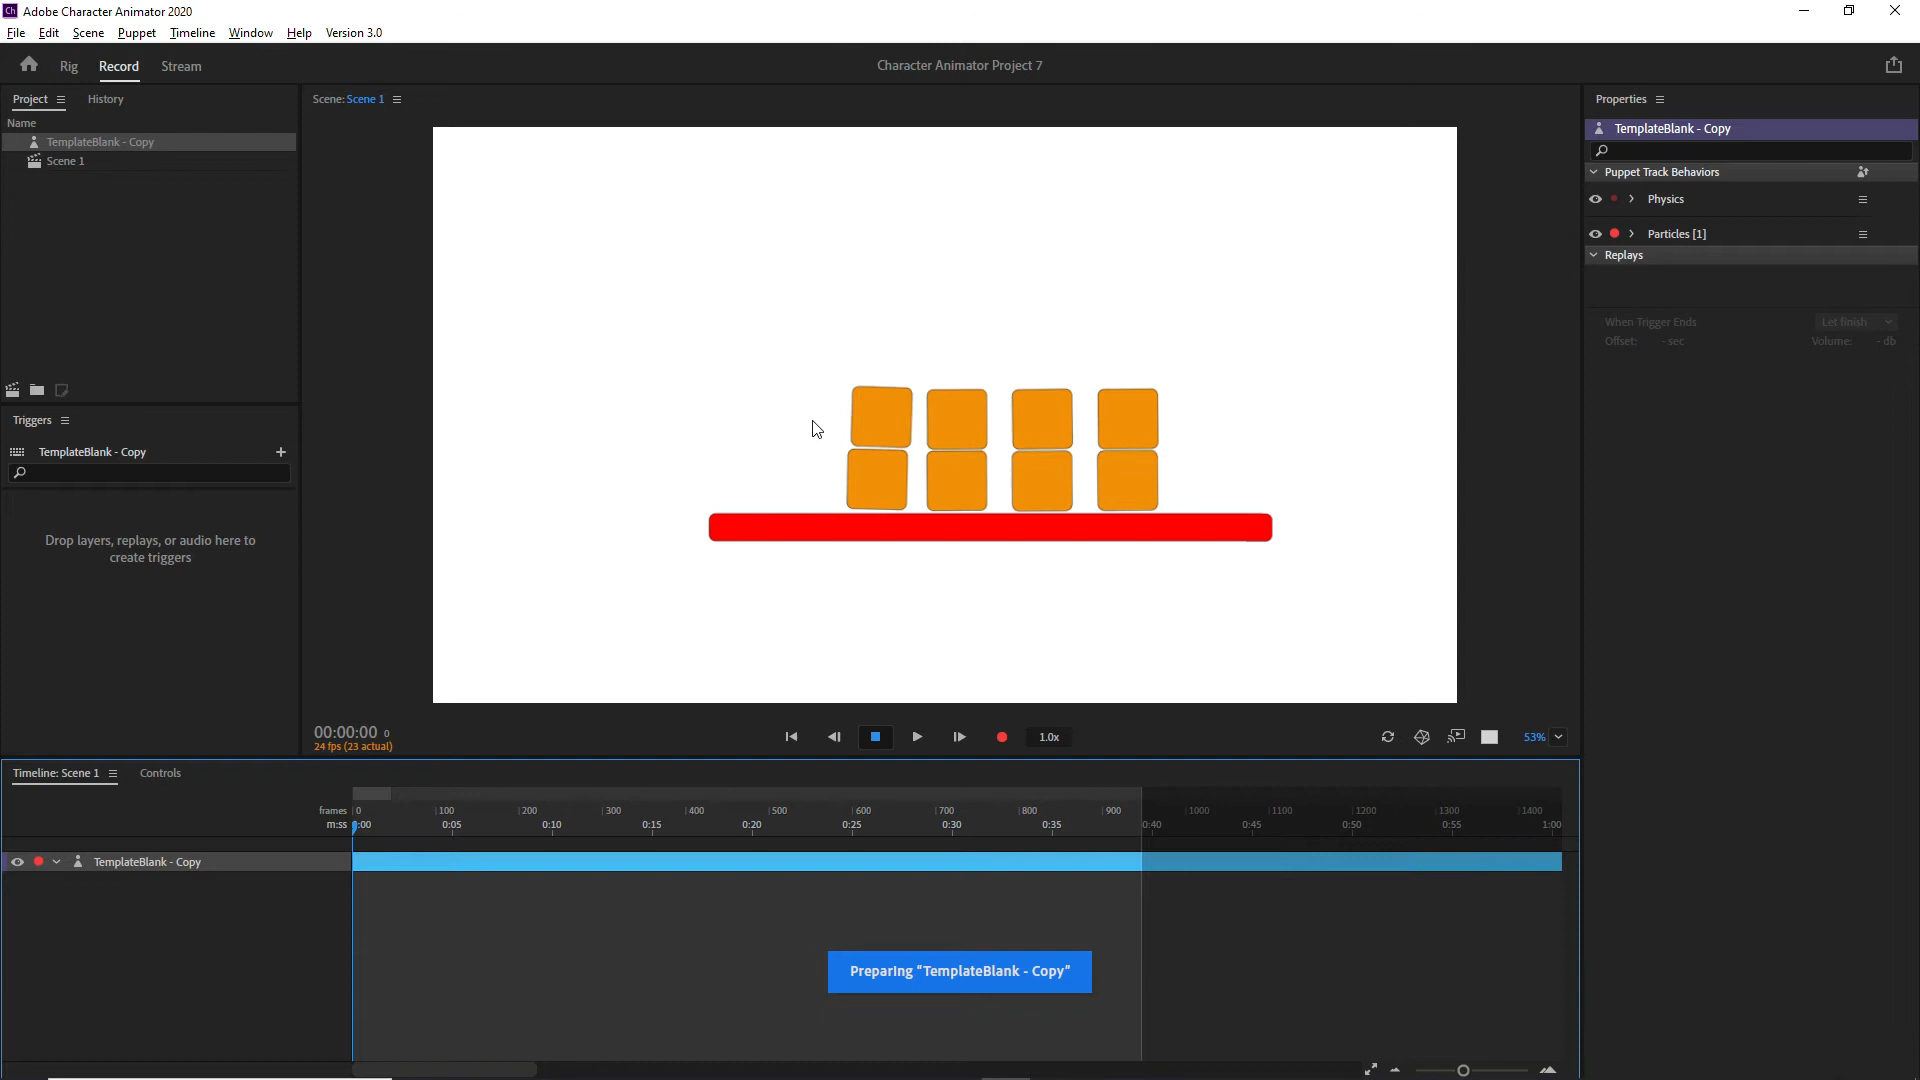 Ch Adobe Character Animator 2020
File Edit Scene Puppet Timeline Window Help Version 3.0
Rig Record Stream
Character Animator Project 7
Project History
Name
TemplateBlank - Copy
Scene 1
Triggers
TemplateBlank - Copy
Drop layers, replays, or audio here to
create triggers
Scene: Scene 1
00:00:00 0
24 fps (23 actual)
1.0x
53%
Properties
TemplateBlank - Copy
Puppet Track Behaviors
Physics
Particles [1]
Replays
When Trigger Ends Let finish
Offset: - sec Volume: - db
Timeline: Scene 1 Controls
frames 0 100 200 300 400 500 600 700 800 900 1000 1100 1200 1300 1400
m:ss 0:00 0:05 0:10 0:15 0:20 0:25 0:30 0:35 0:40 0:45 0:50 0:55 1:00
TemplateBlank - Copy
Preparing “TemplateBlank - Copy”